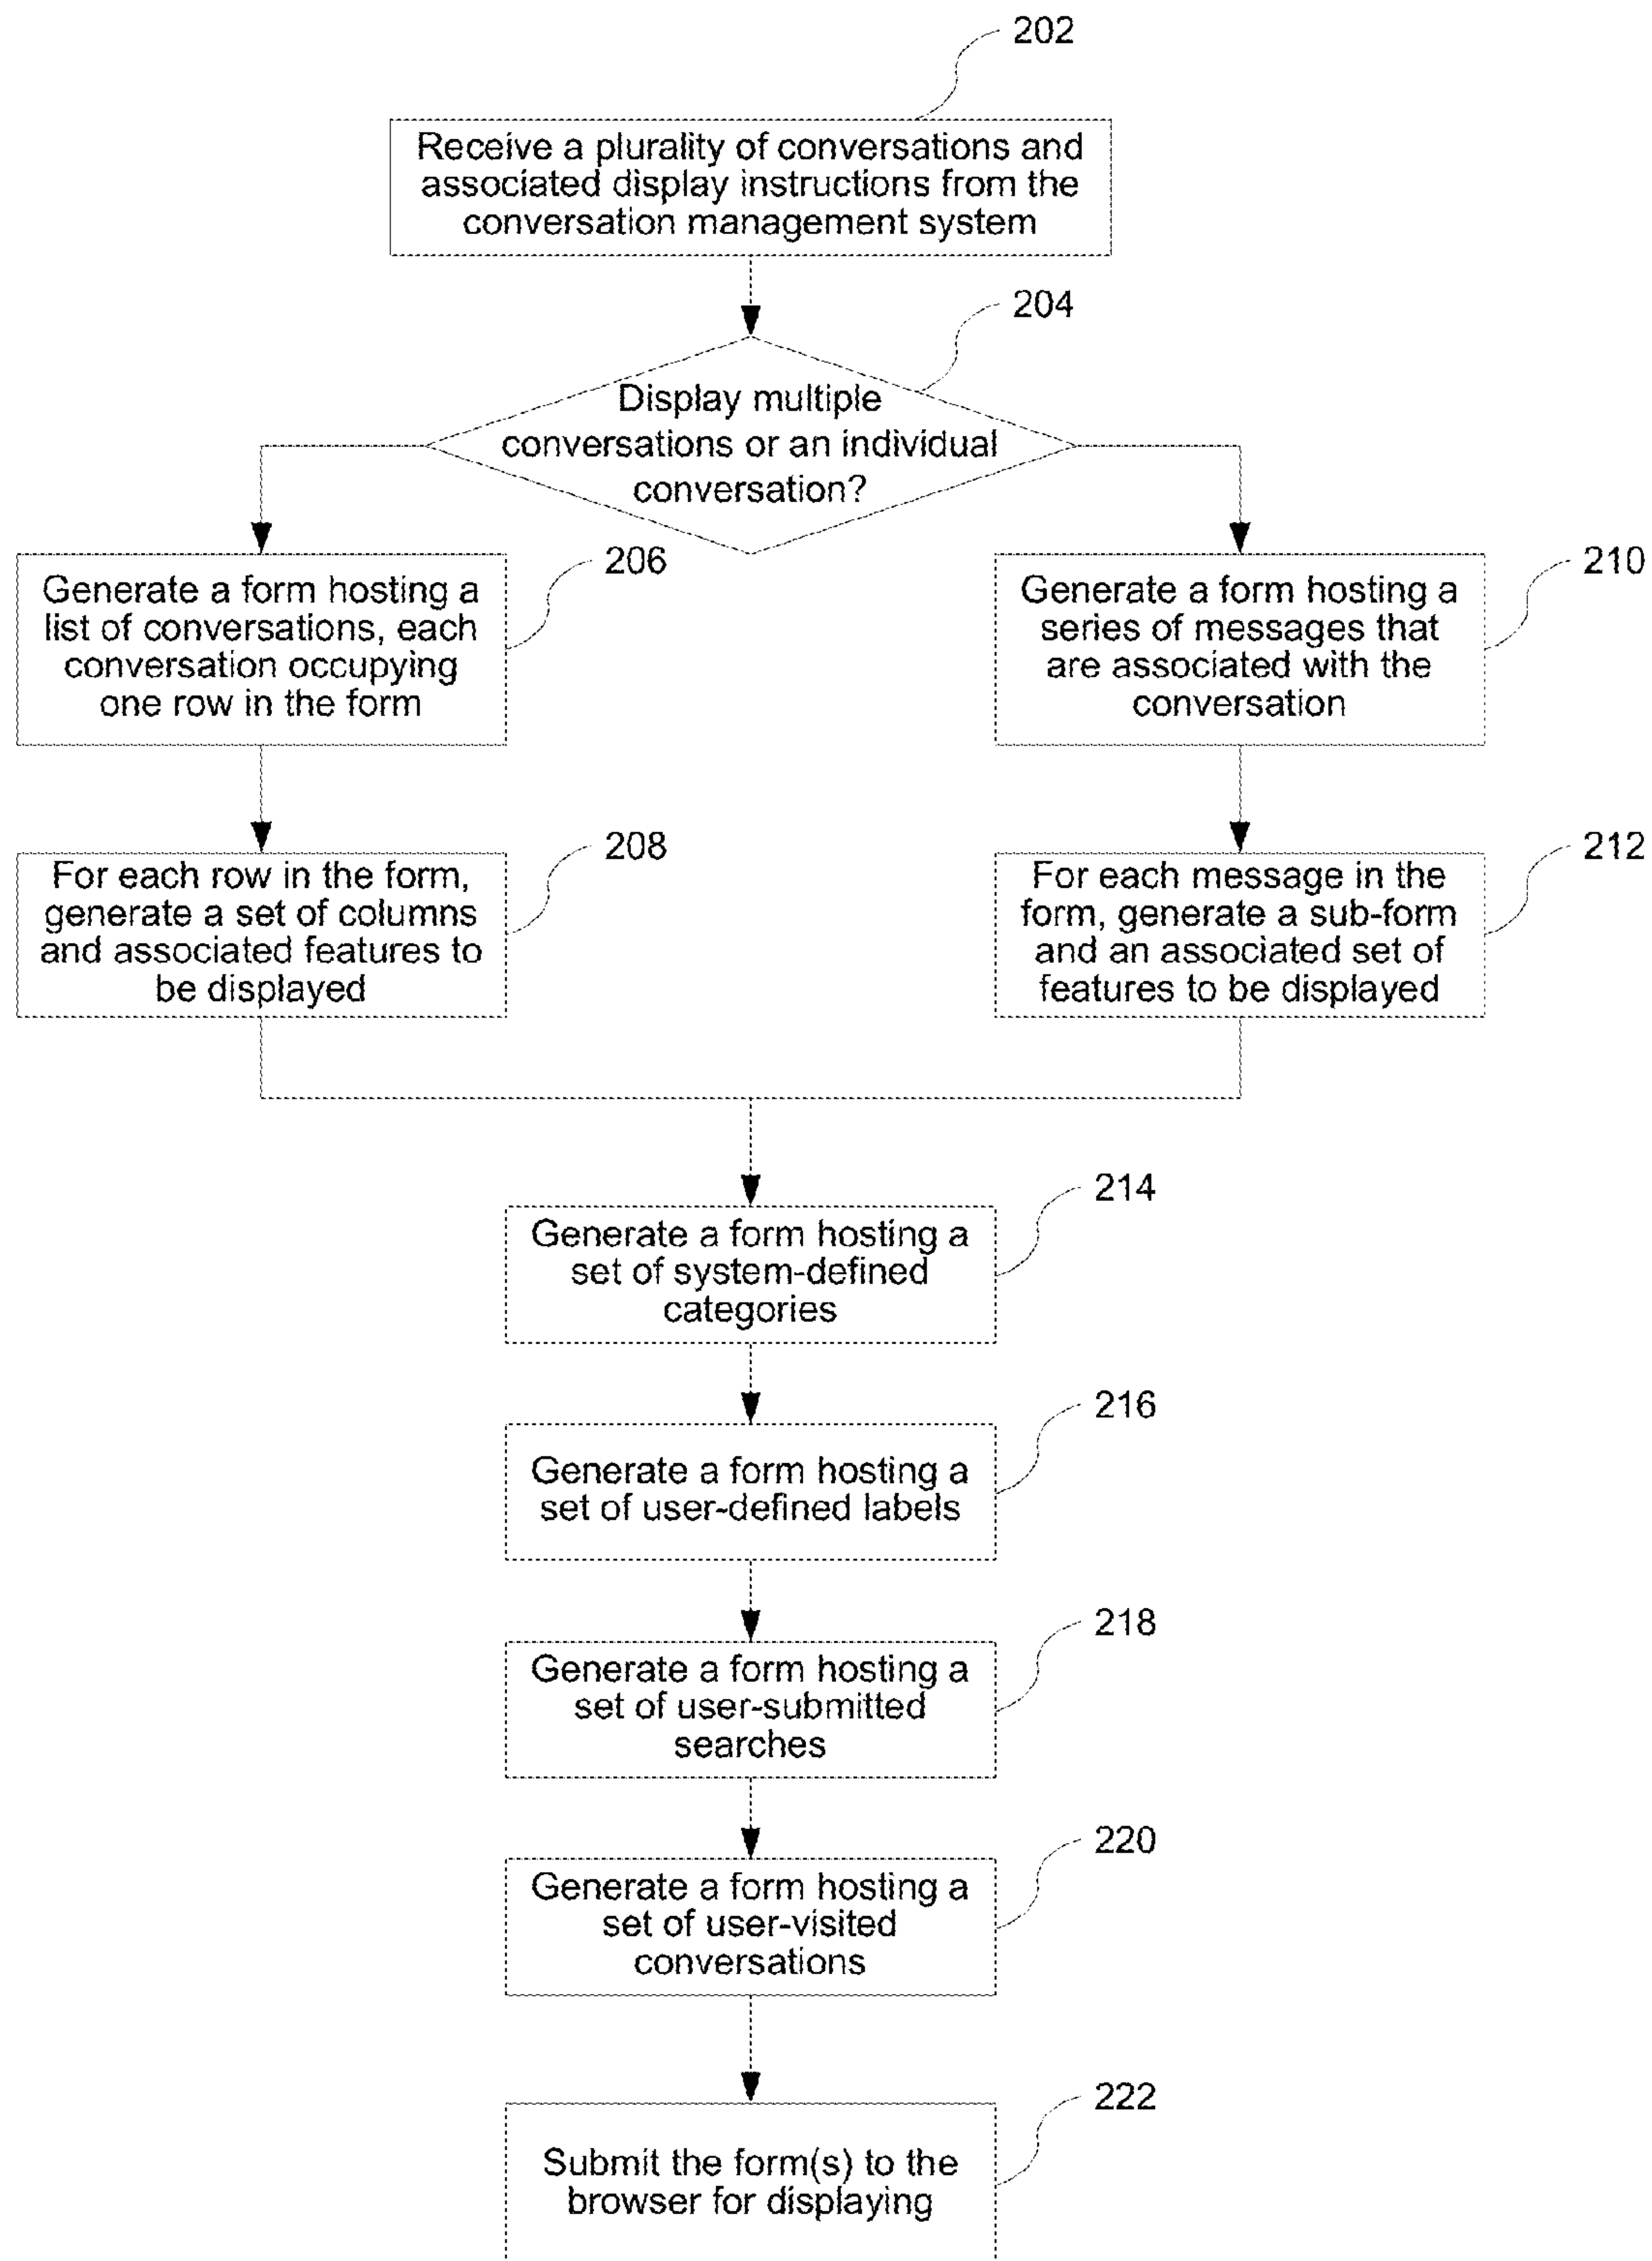 202
Receive a plurality of conversations and
associated display instructions from the
conversation management system
204
Display multiple
conversations or an individual
conversation?
206
Generate a form hosting a
list of conversations, each
conversation occupying
one row in the form
210
Generate a form hosting a
series of messages that
are associated with the
conversation
208
For each row in the form,
generate a set of columns
and associated features to
be displayed
212
For each message in the
form, generate a sub-form
and an associated set of
features to be displayed
214
Generate a form hosting a
set of system-defined
categories
216
Generate a form hosting a
set of user-defined labels
218
Generate a form hosting a
set of user-submitted
searches
220
Generate a form hosting a
set of user-visited
conversations
222
Submit the form(s) to the
browser for displaying